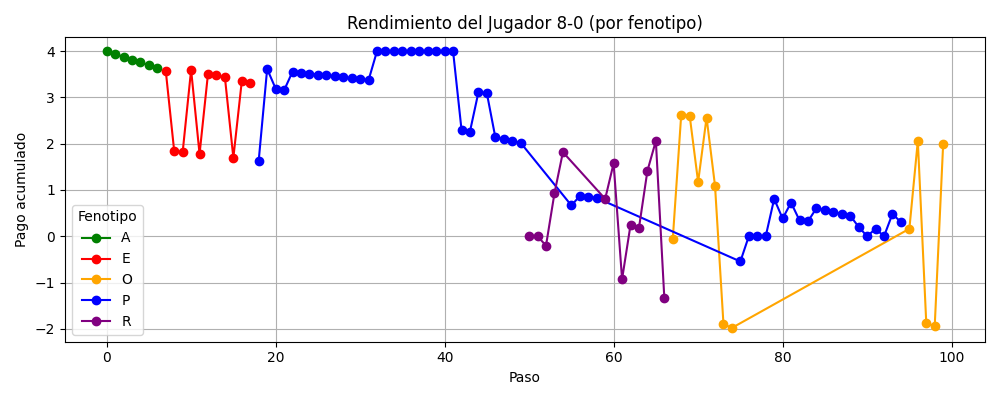 Rendimiento del Jugador 8-0 (por fenotipo)
Pago acumulado
4
3
2
1
0
−1
−2
Fenotipo
A
E
O
P
R
0
20
40
60
80
100
Paso